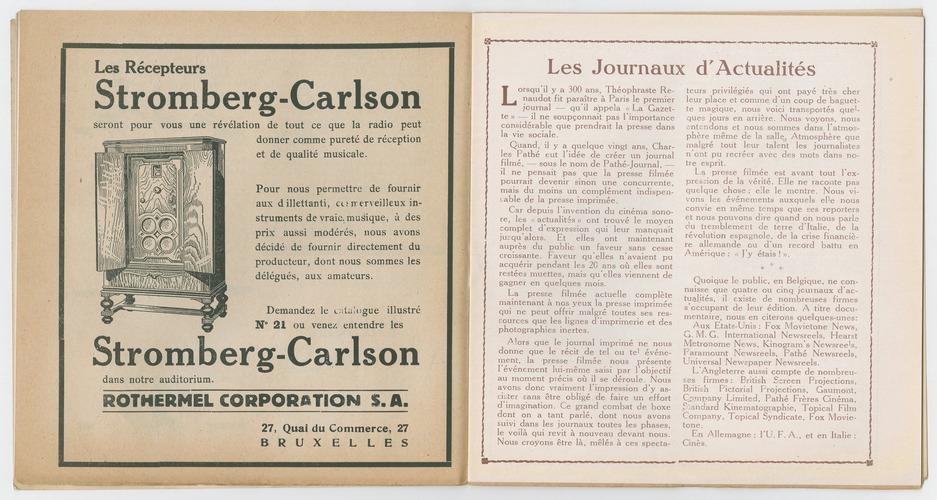 Les Récepteurs
Stromberg-Carlson
seront pour vous une révélation de tout ce que la radio peut
donner comme pureté de réception
et de qualité musicale.
Pour nous permettre de fournir
aux dillettanti, ce merveilleux in-
struments de vraie musique, à des
prix aussi modérés, nous avons
décidé de fournir directement du
producteur, dont nous sommes les
délégués, aux amateurs.
Demandez le catalogue illustré
N° 21 ou venez entendre les
Stromberg-Carlson
dans notre auditorium.
ROTHERMEL CORPORATION S. A.
27, Quai du Commerce, 27
BRUXELLES
Les Journaux d'Actualités
Lorsqu'il y a 300 ans, Théophraste Re-
naudot fit paraître à Paris le premier
journal — qu'il appela « La Gazet-
te » — il ne soupçonnait pas l'importance
considérable que prendrait la presse dans
la vie sociale.
Quand, il y a quelque vingt ans, Char-
les Pathé eut l'idée de créer un journal
filmé, — sous le nom de Pathé-Journal, —
il ne pensait pas que la presse filmée
pourrait devenir sinon une concurrente,
mais du moins un complément indispen-
sable de la presse imprimée.
Car depuis l'invention du cinéma sono-
re, les « actualités » ont trouvé le moyen
complet d'expression qui leur manquait
jusqu'alors. Et elles ont maintenant
auprès du public un faveur sans cesse
croissante. Faveur qu'elles n'avaient pu
acquérir pendant les 20 ans où elles sont
restées muettes, mais qu'elles viennent de
gagner en quelques mois.
La presse filmée actuelle complète
maintenant à nos yeux la presse imprimée
qui ne peut offrir malgré toutes ses res-
sources que les lignes d'imprimerie et des
photographies inertes.
Alors que le journal imprimé ne nous
donne que le récit de tel ou tel événe-
ment, la presse filmée nous présente
l'événement lui-même saisi par l'objectif
au moment précis où il se déroule. Nous
avons donc vraiment l'impression d'y as-
sister sans être obligé de faire un effort
d'imagination. Ce grand combat de boxe
dont on a tant parlé, dont nous avons
suivi dans les journaux toutes les phases,
le voilà qui revit à nouveau devant nous.
Nous croyons être là, mêlés à ces specta-
teurs privilégiés qui ont payé très cher
leur place et comme d'un coup de baguet-
te magique, nous voici transportés quel-
ques jours en arrière. Nous voyons, nous
entendons et nous sommes dans l'atmos-
phère même de la salle, Atmosphère que
malgré tout leur talent les journalistes
n'ont pu recréer avec des mots dans no-
tre esprit.
La presse filmée est avant tout l'ex-
pression de la vérité. Elle ne raconte pas
quelque chose : elle le montre. Nous vi-
vons les événements auxquels elle nous
convie en même temps que ses reporters
et nous pouvons dire quand on nous parle
du tremblement de terre d'Italie, de la
révolution espagnole, de la crise financiè-
re allemande ou d'un record battu en
Amérique : « J'y étais ! ».
* * *
Quoique le public, en Belgique, ne con-
naisse que quatre ou cinq journaux d'ac-
tualités, il existe de nombreuses firmes
s'occupant de leur édition. A titre docu-
mentaire, nous en citerons quelques-unes:
Aux Etats-Unis : Fox Movietone News,
G. M. G. International Newsreels, Hearst
Metronome News, Kinogram's Newsreels,
Paramount Newsreels, Pathé Newsreels,
Universal Newspaper Newsreels.
L'Angleterre aussi compte de nombreu-
ses firmes : British Screen Projections,
British Pictorial Projections, Gaumont,
Company Limited, Pathé Frères Cinéma,
Standard Kinematographie, Topical Film
Company, Topical Syndicate, Fox Movie-
tone.
En Allemagne : l'U. F. A., et en Italie :
Cinès.